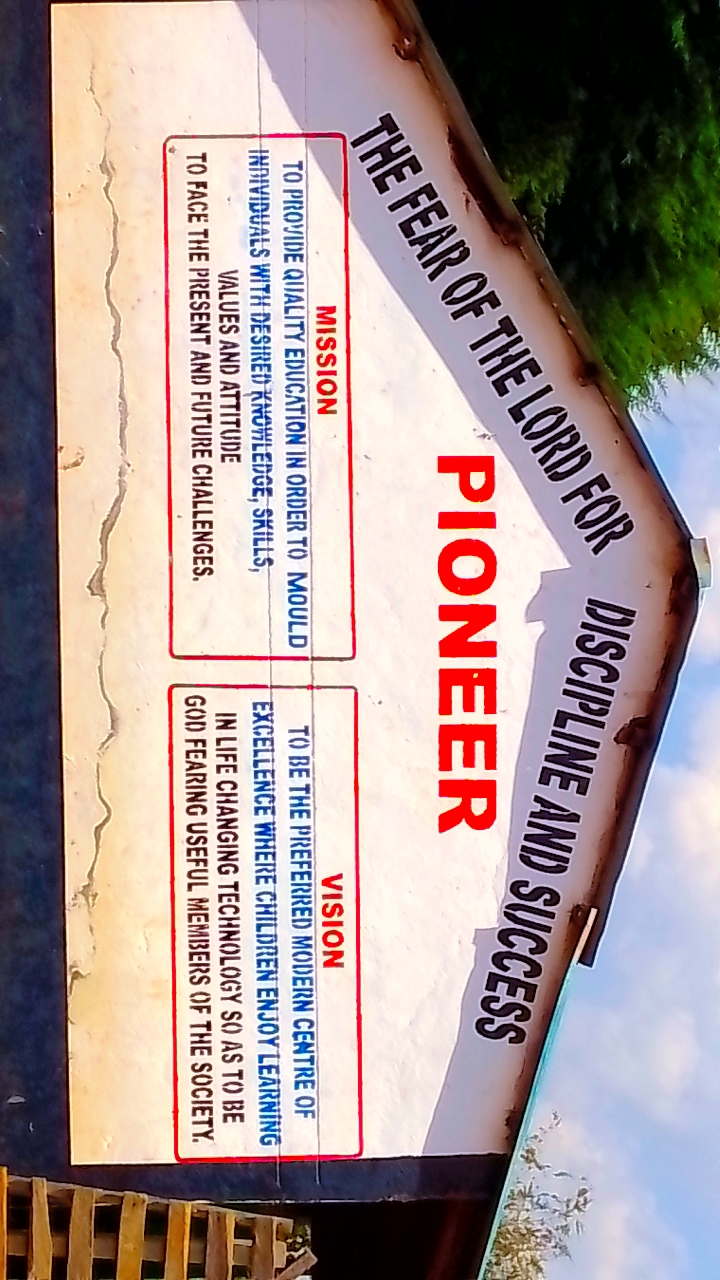 THE FEAR OF THE LORD FOR DISCIPLINE AND SUCCESS
PIONEER
MISSION
TO PROVIDE QUALITY EDUCATION IN ORDER TO MOULD
INDIVIDUALS WITH DESIRED KNOWLEDGE, SKILLS,
VALUES AND ATTITUDE
TO FACE THE PRESENT AND FUTURE CHALLENGES.
VISION
TO BE THE PREFERRED MODERN CENTRE OF
EXCELLENCE WHERE CHILDREN ENJOY LEARNING
IN LIFE CHANGING TECHNOLOGY SO AS TO BE
GOD FEARING USEFUL MEMBERS OF THE SOCIETY.